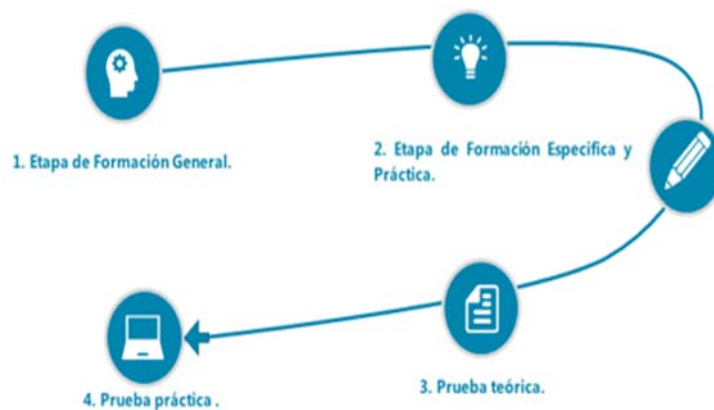 1. Etapa de Formación General.
2. Etapa de Formación Especifica y
Práctica.
3. Prueba teórica.
4. Prueba práctica .